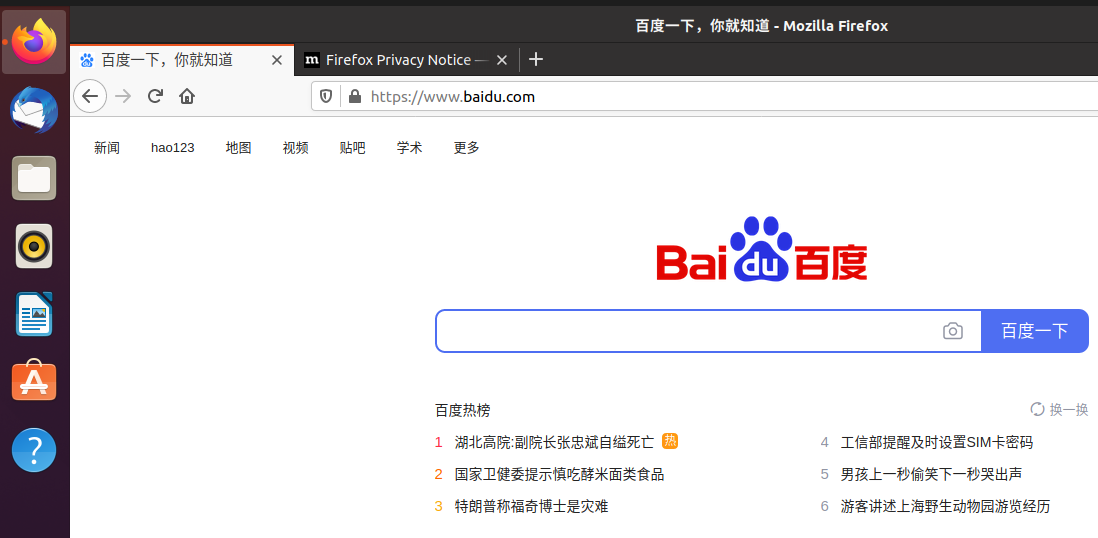 百度一下，你就知道 - Mozilla Firefox
百度一下，你就知道
m Firefox Privacy Notice —
https://www.baidu.com
新闻 hao123 地图 视频 贴吧 学术 更多
Bai du 百度
百度一下
百度热榜 换一换
1 湖北高院:副院长张忠斌自缢死亡 热
2 国家卫健委提示慎吃酵米面类食品
3 特朗普称福奇博士是灾难
4 工信部提醒及时设置SIM卡密码
5 男孩上一秒偷笑下一秒哭出声
6 游客讲述上海野生动物园游览经历